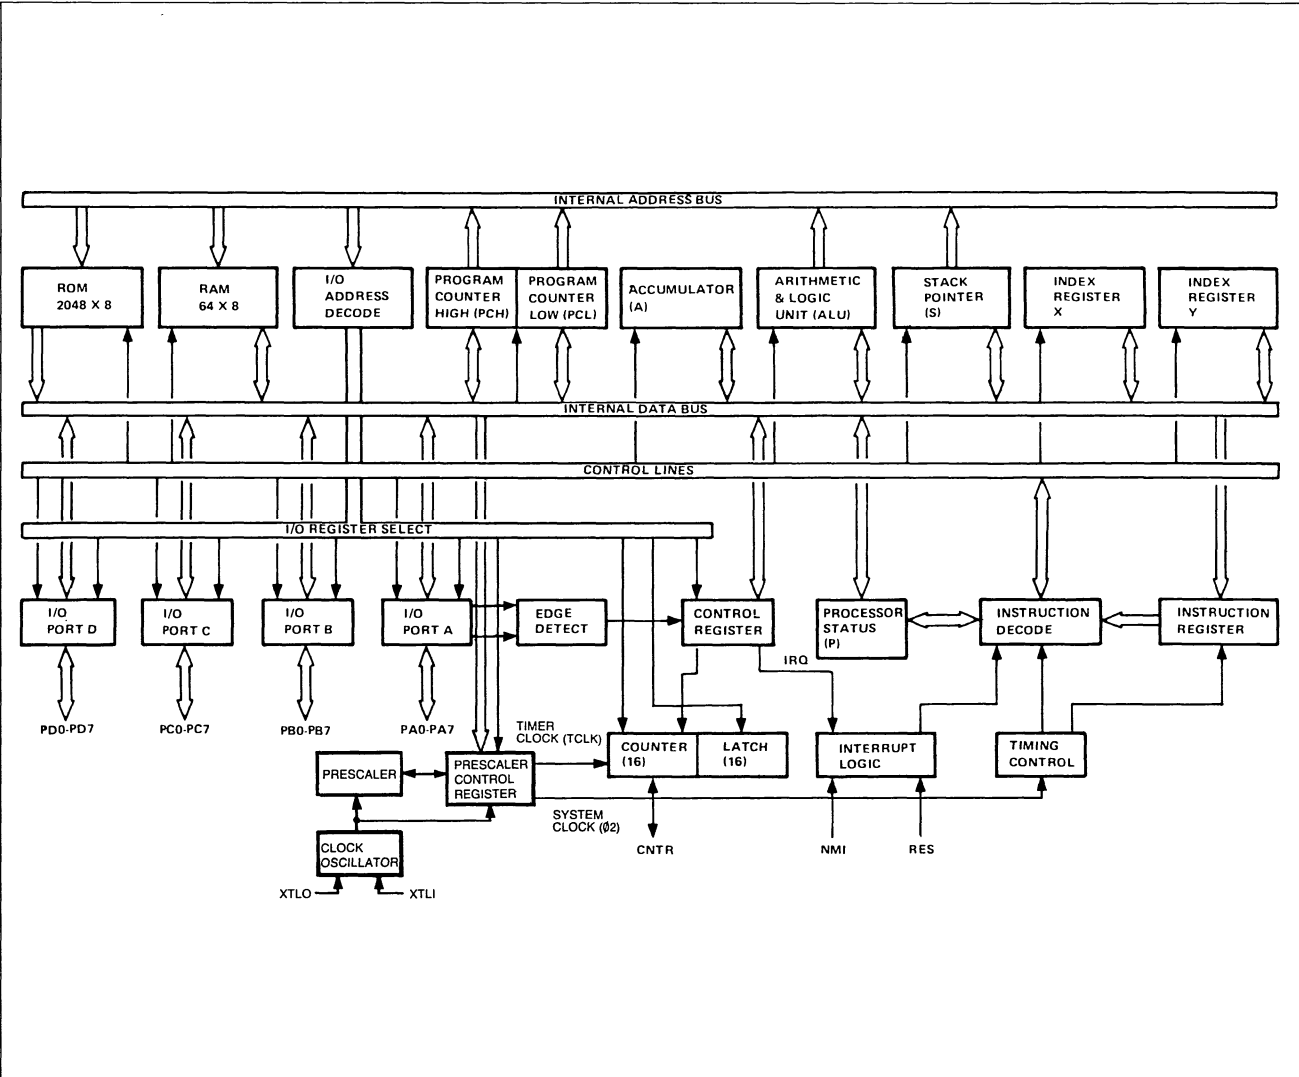 INTERNAL ADDRESS BUS
ROM
2048 X 8
RAM
64 X 8
I/O
ADDRESS
DECODE
PROGRAM
COUNTER
HIGH (PCH)
PROGRAM
COUNTER
LOW (PCL)
ACCUMULATOR
(A)
ARITHMETIC
& LOGIC
UNIT (ALU)
STACK
POINTER
(S)
INDEX
REGISTER
X
INDEX
REGISTER
Y
INTERNAL DATA BUS
CONTROL LINES
I/O REGISTER SELECT
I/O
PORT D
I/O
PORT C
I/O
PORT B
I/O
PORT A
EDGE
DETECT
CONTROL
REGISTER
PROCESSOR
STATUS
(P)
INSTRUCTION
DECODE
INSTRUCTION
REGISTER
IRQ
PD0-PD7
PC0-PC7
PB0-PB7
PA0-PA7
TIMER
CLOCK (TCLK)
COUNTER
(16)
LATCH
(16)
INTERRUPT
LOGIC
TIMING
CONTROL
PRESCALER
PRESCALER
CONTROL
REGISTER
SYSTEM
CLOCK (Ø2)
CNTR
NMI
RES
CLOCK
OSCILLATOR
XTLO
XTLI